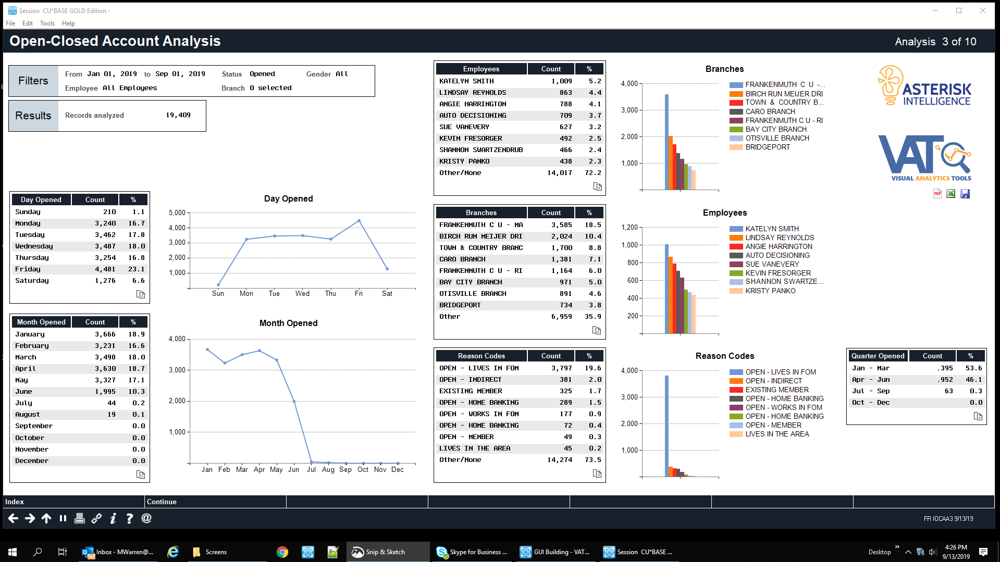 Session CU*BASE GOLD Edition -
File Edit Tools Help
Open-Closed Account Analysis
Analysis 3 of 10
Filters
From Jan 01, 2019 to Sep 01, 2019 Status Opened Gender All
Employee All Employees Branch 0 selected
Results
Records analyzed 19,409
Day Opened Count %
Sunday 210 1.1
Monday 3,240 16.7
Tuesday 3,462 17.8
Wednesday 3,487 18.0
Thursday 3,254 16.8
Friday 4,481 23.1
Saturday 1,276 6.6
Day Opened
5,000
4,000
3,000
2,000
1,000
Sun Mon Tue Wed Thu Fri Sat
Month Opened Count %
January 3,666 18.9
February 3,231 16.6
March 3,498 18.0
April 3,630 18.7
May 3,327 17.1
June 1,995 10.3
July 44 0.2
August 19 0.1
September 0.0
October 0.0
November 0.0
December 0.0
Month Opened
4,000
3,000
2,000
1,000
Jan Feb Mar Apr May Jun Jul Aug Sep Oct Nov Dec
Employees Count %
KATELYN SMITH 1,009 5.2
LINDSAY REYNOLDS 863 4.4
ANGIE HARRINGTON 788 4.1
AUTO DECISIONING 709 3.7
SUE VANEVERY 627 3.2
KEVIN FRESORGER 492 2.5
SHANNON SWARTZENDRUB 466 2.4
KRISTY PANKO 438 2.3
Other/None 14,017 72.2
Branches Count %
FRANKENMUTH C U - MA 3,585 18.5
BIRCH RUN MEIJER DRI 2,024 10.4
TOWN & COUNTRY BRANC 1,700 8.8
CARO BRANCH 1,381 7.1
FRANKENMUTH C U - RI 1,164 6.0
BAY CITY BRANCH 971 5.0
OTISVILLE BRANCH 891 4.6
BRIDGEPORT 734 3.8
Other 6,959 35.9
Reason Codes Count %
OPEN - LIVES IN FOM 3,797 19.6
OPEN - INDIRECT 381 2.0
EXISTING MEMBER 325 1.7
OPEN - HOME BANKING 289 1.5
OPEN - WORKS IN FOM 177 0.9
OPEN - HOME BANKING 72 0.4
OPEN - MEMBER 49 0.3
LIVES IN THE AREA 45 0.2
Other/None 14,274 73.5
Branches
4,000
3,000
2,000
1,000
FRANKENMUTH C U -...
BIRCH RUN MEIJER DRI
TOWN & COUNTRY B...
CARO BRANCH
FRANKENMUTH C U - RI
BAY CITY BRANCH
OTISVILLE BRANCH
BRIDGEPORT
Employees
1,200
1,000
800
600
400
200
KATELYN SMITH
LINDSAY REYNOLDS
ANGIE HARRINGTON
AUTO DECISIONING
SUE VANEVERY
KEVIN FRESORGER
SHANNON SWARTZE...
KRISTY PANKO
Reason Codes
4,000
3,000
2,000
1,000
OPEN - LIVES IN FOM
OPEN - INDIRECT
EXISTING MEMBER
OPEN - HOME BANKING
OPEN - WORKS IN FOM
OPEN - HOME BANKING
OPEN - MEMBER
LIVES IN THE AREA
ASTERISK
INTELLIGENCE
VAT
VISUAL ANALYTICS TOOLS
PDF
Quarter Opened Count %
Jan - Mar ,395 53.6
Apr - Jun ,952 46.1
Jul - Sep 63 0.3
Oct - Dec 0.0
Index Continue
FR IOCAA3 9/13/19
Inbox - MWarren@...
Screens
Snip & Sketch
Skype for Business ...
GUI Building - VAT...
Session CU*BASE ...
Desktop
4:26 PM
9/13/2019